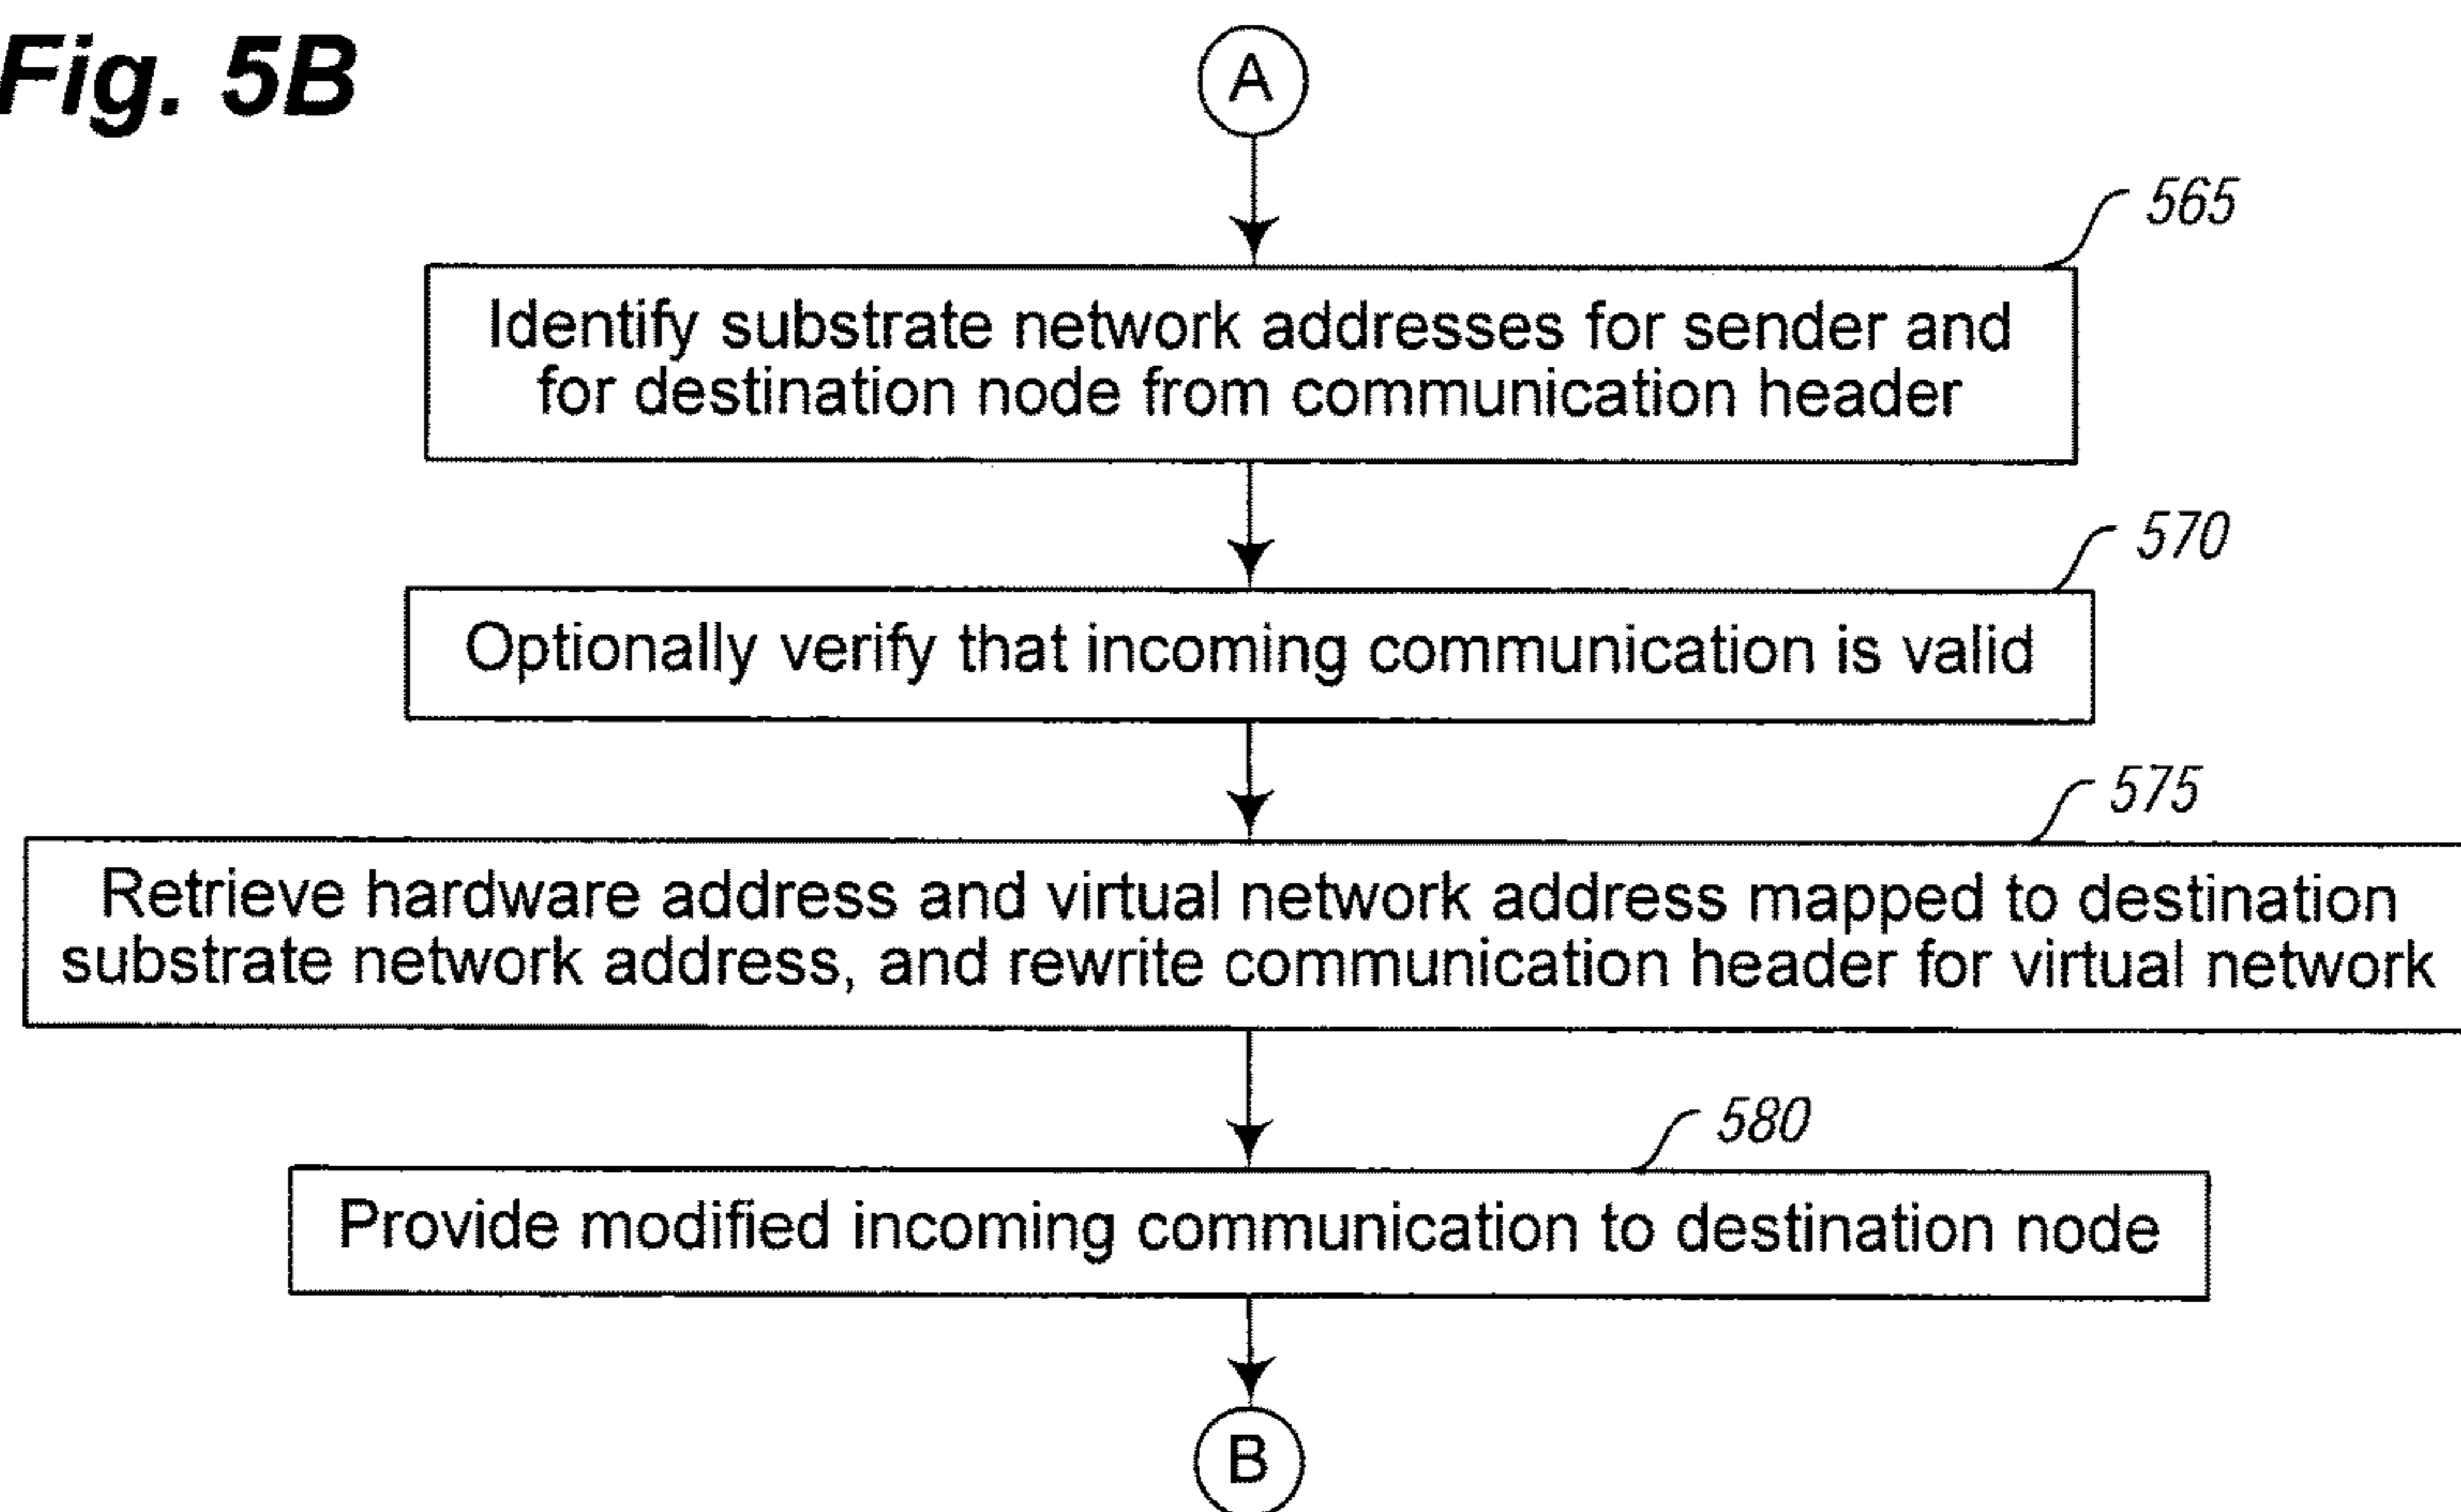 Fig. 5B
A
565
Identify substrate network addresses for sender and
for destination node from communication header
570
Optionally verify that incoming communication is valid
575
Retrieve hardware address and virtual network address mapped to destination
substrate network address, and rewrite communication header for virtual network
580
Provide modified incoming communication to destination node
B